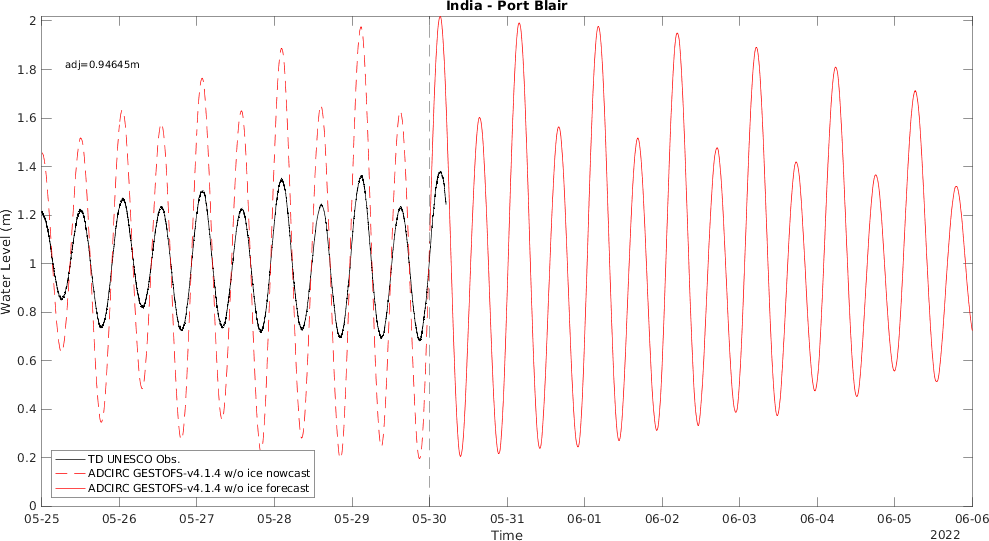 India - Port Blair
adj=0.94645m
2
1.8
1.6
1.4
1.2
1
0.8
0.6
0.4
0.2
0
Water Level (m)
TD UNESCO Obs.
ADCIRC GESTOFS-v4.1.4 w/o ice nowcast
ADCIRC GESTOFS-v4.1.4 w/o ice forecast
05-25 05-26 05-27 05-28 05-29 05-30 05-31 06-01 06-02 06-03 06-04 06-05 06-06
Time
2022